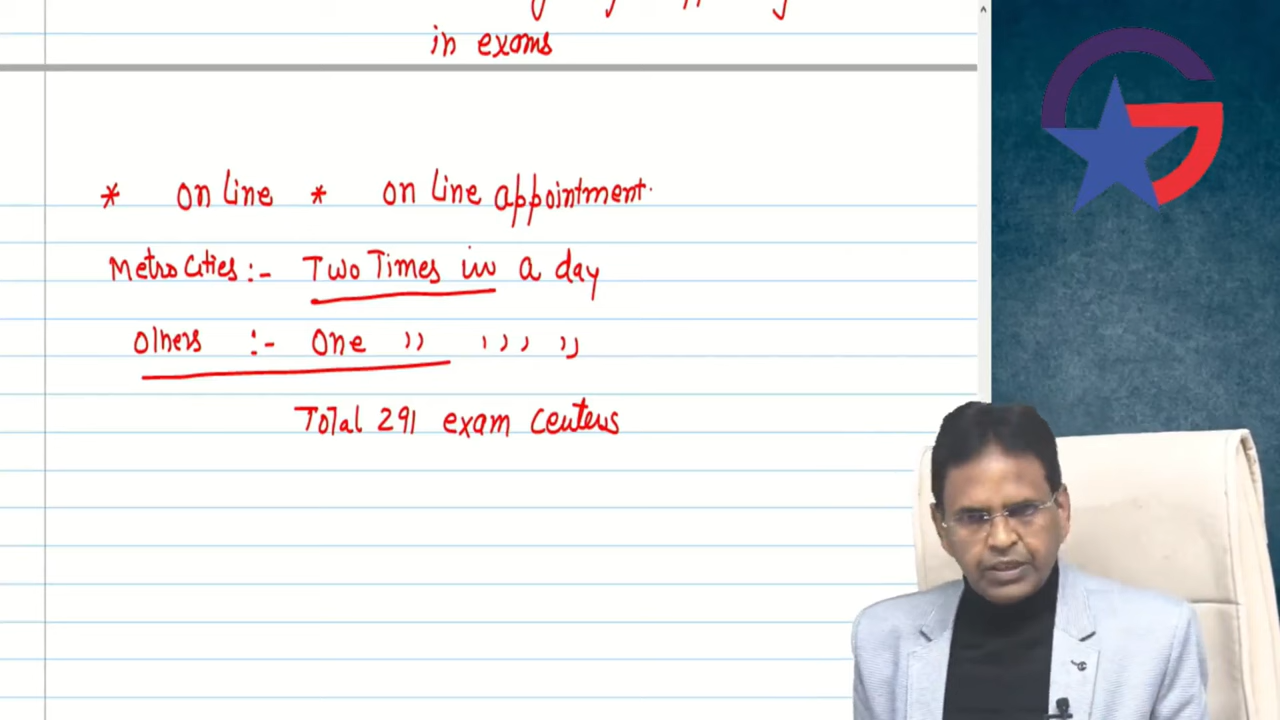 in exams
* on line * on line appointment.
Metro Cities :- Two Times in a day
Others :- One ,, ,,, ,,
Total 291 exam centers